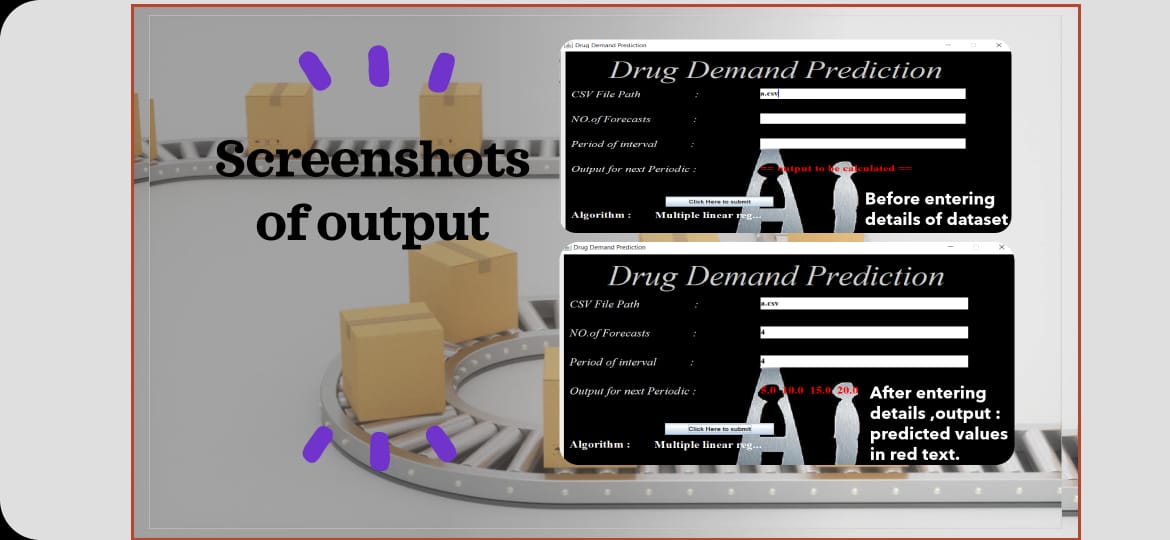 Screenshots
of output
Drug Demand Prediction
Drug Demand Prediction
CSV File Path : a.csv
NO.of Forecasts :
Period of interval :
Output for next Periodic : == output to be calculated ==
Click Here to submit
Algorithm : Multiple linear reg...
AI
Before entering
details of dataset
Drug Demand Prediction
Drug Demand Prediction
CSV File Path : a.csv
NO.of Forecasts : 4
Period of interval : 4
Output for next Periodic : 5.0 10.0 15.0 20.0
Click Here to submit
Algorithm : Multiple linear reg...
AI
After entering
details ,output :
predicted values
in red text.